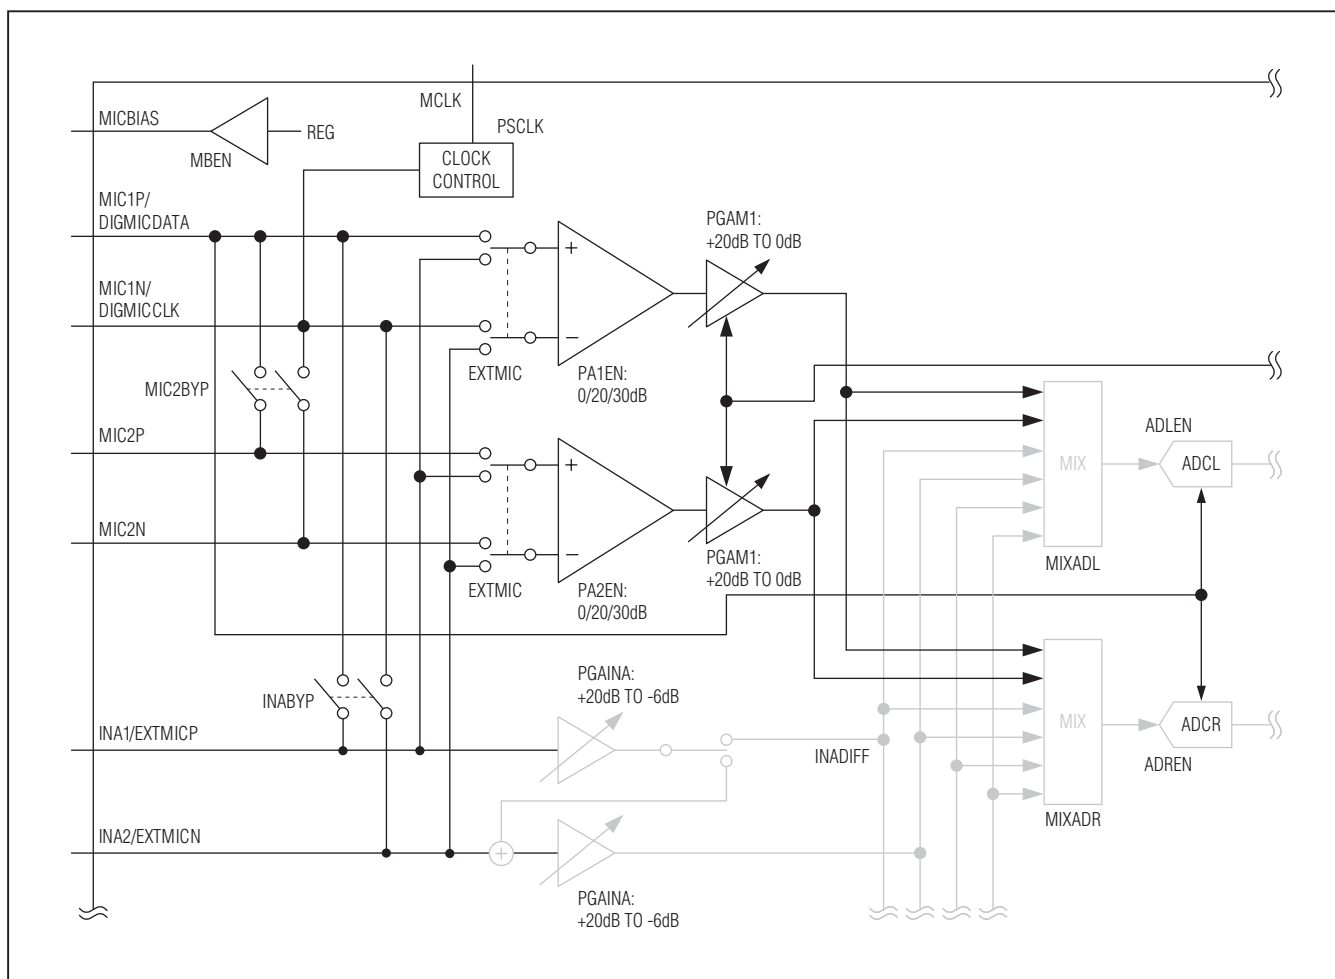 MCLK
MICBIAS
REG
PSCLK
MBEN
CLOCK
CONTROL
MIC1P/
DIGMICDATA
PGAM1:
+20dB TO 0dB
+
MIC1N/
DIGMICCLK
−
EXTMIC
PA1EN:
0/20/30dB
MIC2BYP
MIC2P
ADLEN
+
MIX
ADCL
MIC2N
−
PGAM1:
+20dB TO 0dB
MIXADL
EXTMIC
PA2EN:
0/20/30dB
PGAINA:
+20dB TO -6dB
INABYP
MIX
ADCR
INA1/EXTMICP
INADIFF
ADREN
MIXADR
INA2/EXTMICN
+
PGAINA:
+20dB TO -6dB